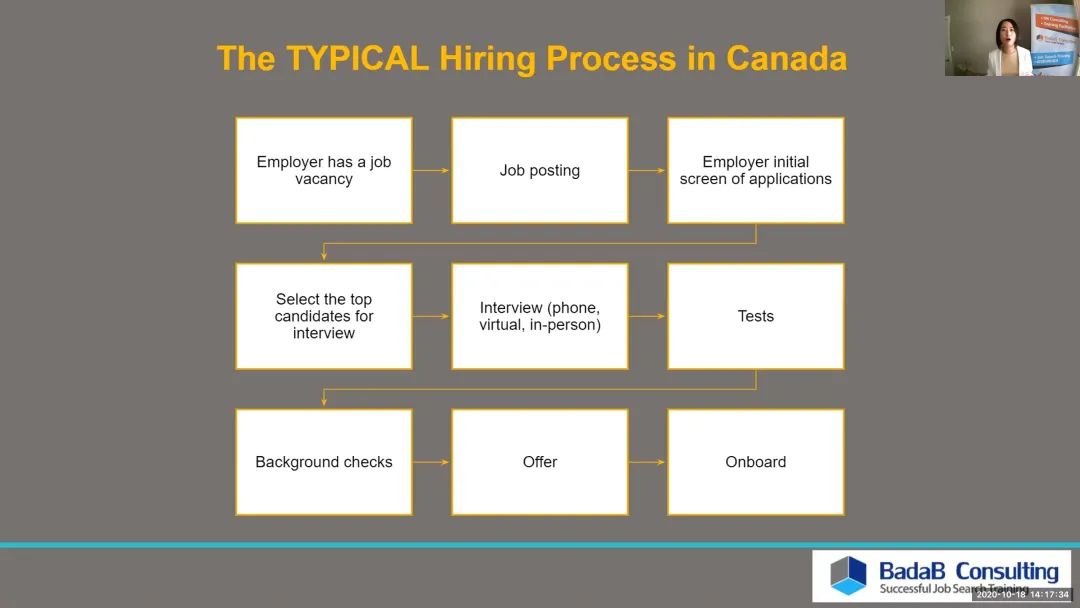 The TYPICAL Hiring Process in Canada
Employer has a job
vacancy
Job posting
Employer initial
screen of applications
Select the top
candidates for
interview
Interview (phone,
virtual, in-person)
Tests
Background checks
Offer
Onboard
BadaB Consulting
Successful Job Search Training
2020-10-18 14:17:34